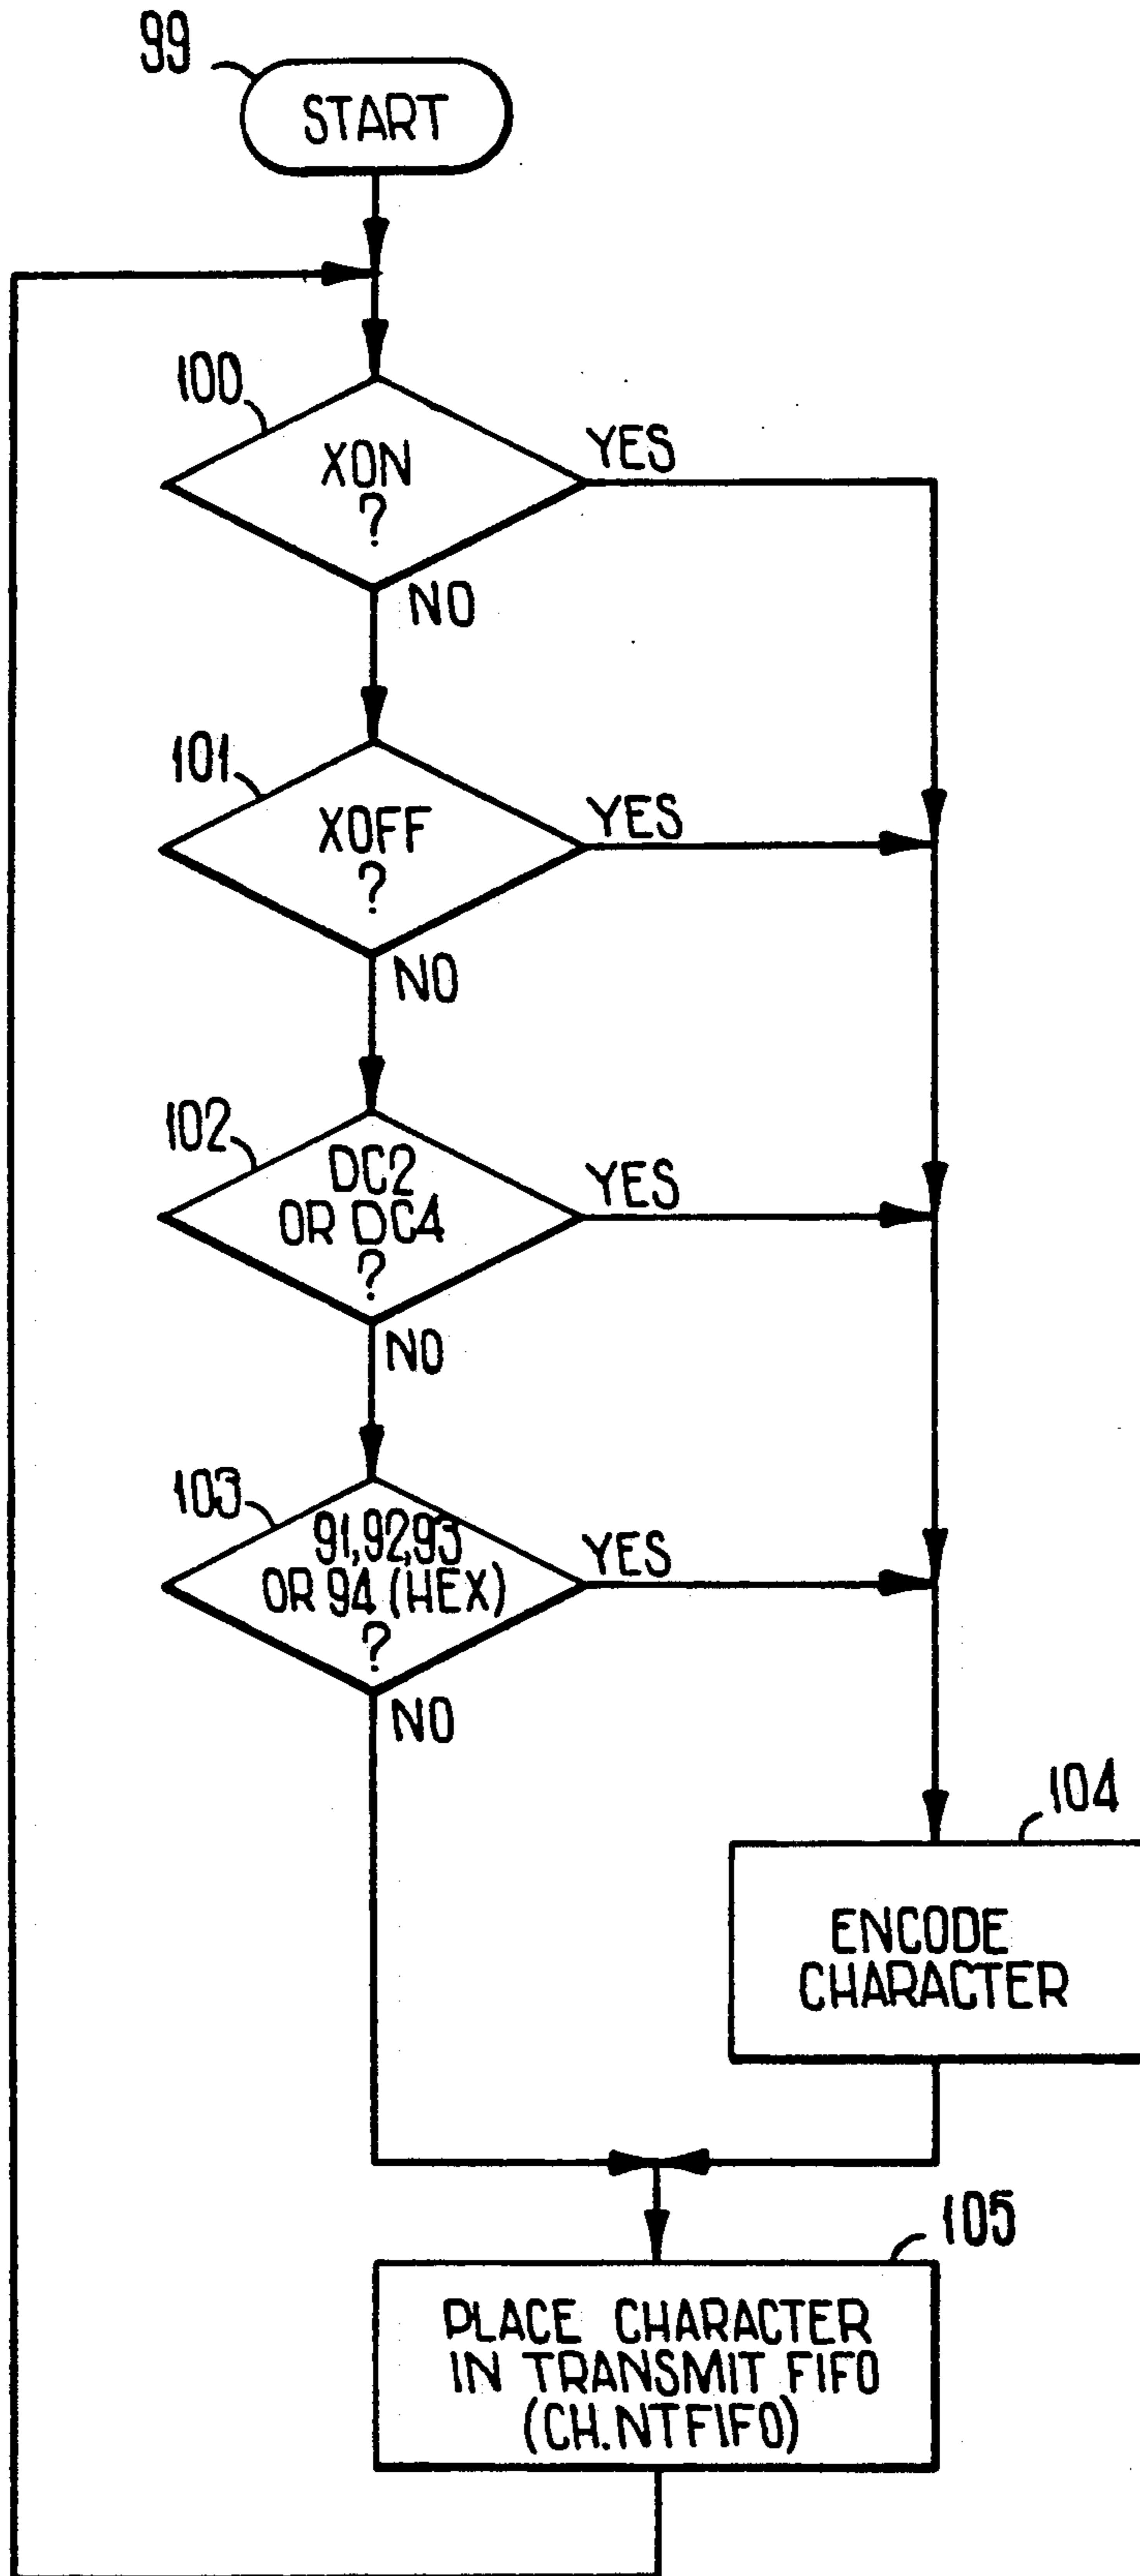 99
START
100
XON
?
YES
NO
101
XOFF
?
YES
NO
102
DC2
OR DC4
?
YES
NO
103
91,92,93
OR 94 (HEX)
?
YES
NO
104
ENCODE
CHARACTER
105
PLACE CHARACTER
IN TRANSMIT FIFO
(CH.NTFIFO)